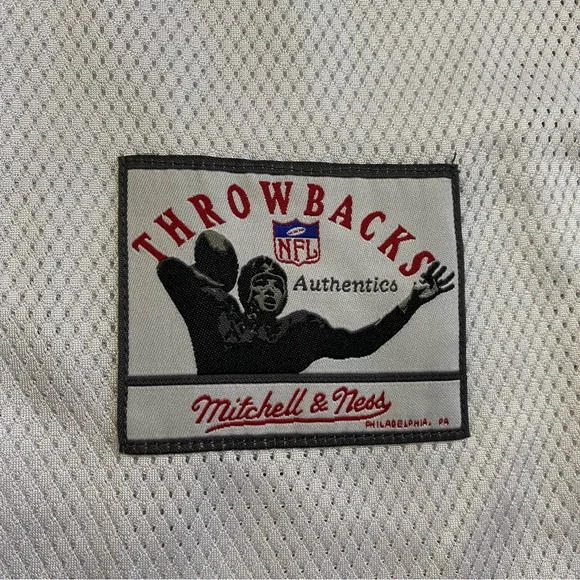 THROWBACKS
NFL
Authentics
Mitchell & Ness
PHILADELPHIA, PA